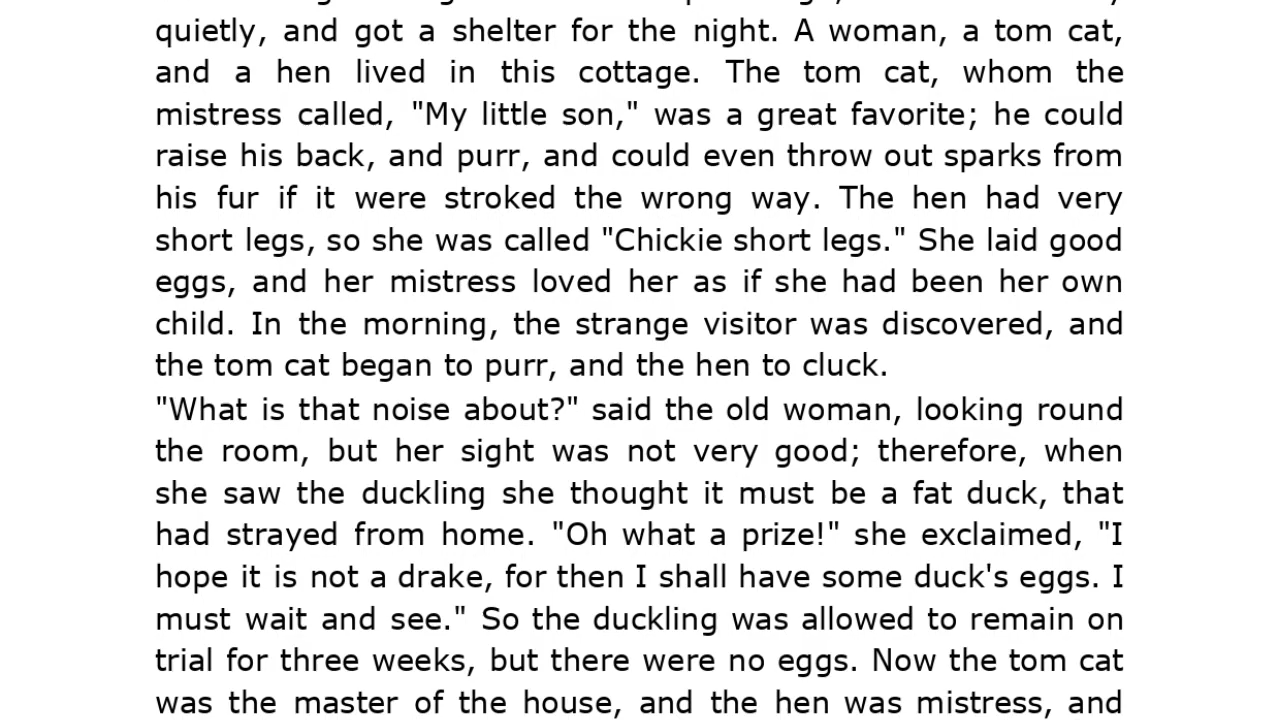 quietly, and got a shelter for the night. A woman, a tom cat,
and a hen lived in this cottage. The tom cat, whom the
mistress called, "My little son," was a great favorite; he could
raise his back, and purr, and could even throw out sparks from
his fur if it were stroked the wrong way. The hen had very
short legs, so she was called "Chickie short legs." She laid good
eggs, and her mistress loved her as if she had been her own
child. In the morning, the strange visitor was discovered, and
the tom cat began to purr, and the hen to cluck.
"What is that noise about?" said the old woman, looking round
the room, but her sight was not very good; therefore, when
she saw the duckling she thought it must be a fat duck, that
had strayed from home. "Oh what a prize!" she exclaimed, "I
hope it is not a drake, for then I shall have some duck's eggs. I
must wait and see." So the duckling was allowed to remain on
trial for three weeks, but there were no eggs. Now the tom cat
was the master of the house, and the hen was mistress, and